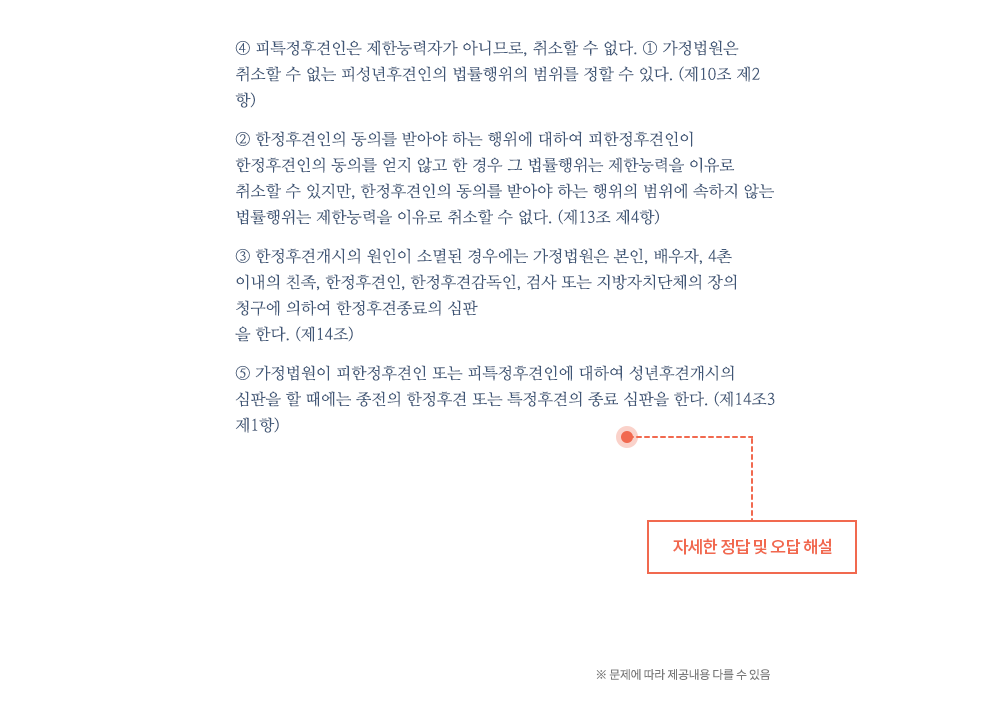 ④ 피특정후견인은 제한능력자가 아니므로, 취소할 수 없다. ① 가정법원은
취소할 수 없는 피성년후견인의 법률행위의 범위를 정할 수 있다. (제10조 제2
항)
② 한정후견인의 동의를 받아야 하는 행위에 대하여 피한정후견인이
한정후견인의 동의를 얻지 않고 한 경우 그 법률행위는 제한능력을 이유로
취소할 수 있지만, 한정후견인의 동의를 받아야 하는 행위의 범위에 속하지 않는
법률행위는 제한능력을 이유로 취소할 수 없다. (제13조 제4항)
③ 한정후견개시의 원인이 소멸된 경우에는 가정법원은 본인, 배우자, 4촌
이내의 친족, 한정후견인, 한정후견감독인, 검사 또는 지방자치단체의 장의
청구에 의하여 한정후견종료의 심판
을 한다. (제14조)
⑤ 가정법원이 피한정후견인 또는 피특정후견인에 대하여 성년후견개시의
심판을 할 때에는 종전의 한정후견 또는 특정후견의 종료 심판을 한다. (제14조3
제1항)
자세한 정답 및 오답 해설
※ 문제에 따라 제공내용 다를 수 있음